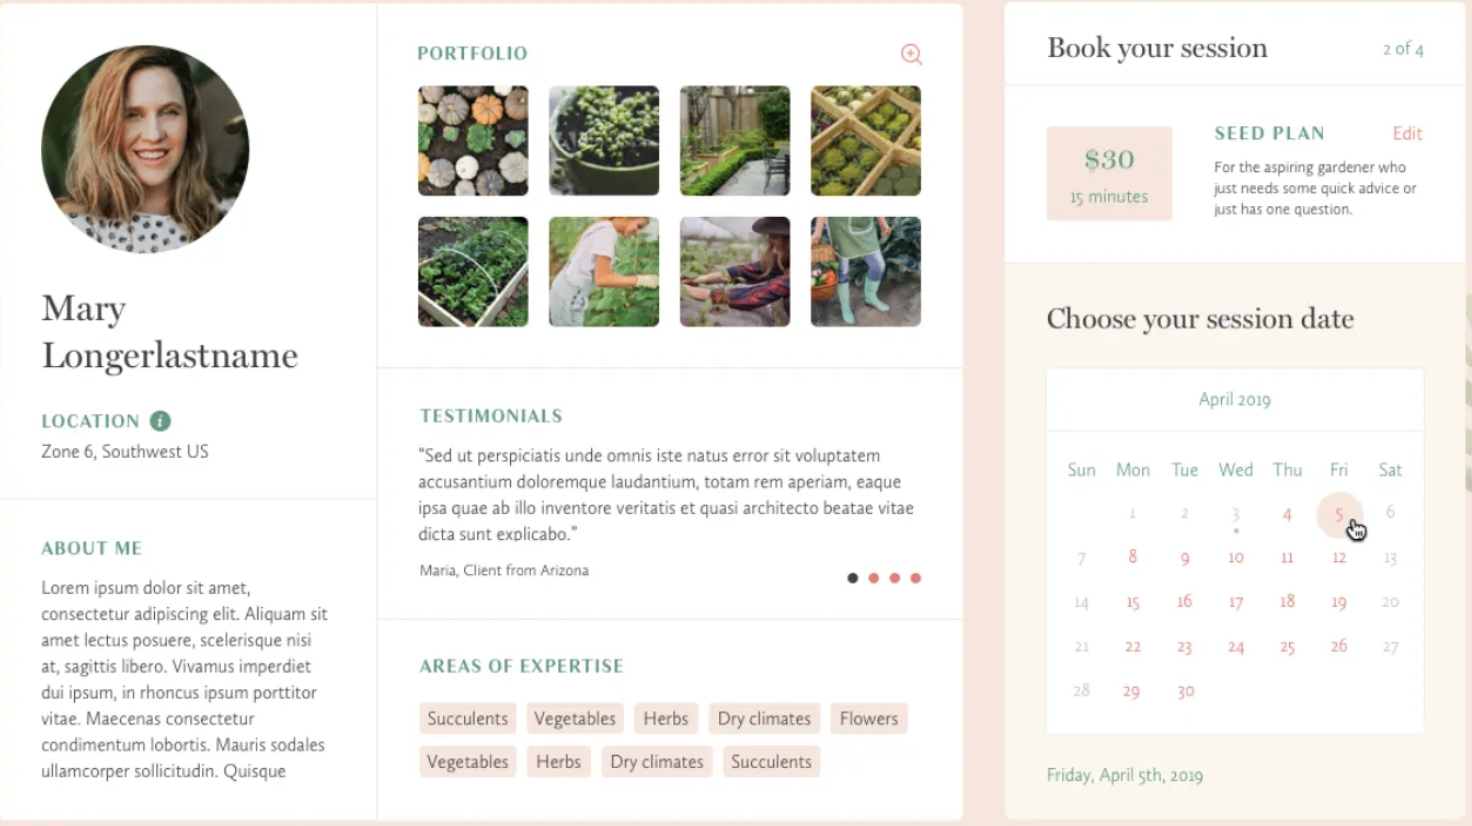 Mary
Longerlastname
LOCATION i
Zone 6, Southwest US
ABOUT ME
Lorem ipsum dolor sit amet,
consectetur adipiscing elit. Aliquam sit
amet lectus posuere, scelerisque nisi
at, sagittis libero. Vivamus imperdiet
dui ipsum, in rhoncus ipsum porttitor
vitae. Maecenas consectetur
condimentum lobortis. Mauris sodales
ullamcorper sollicitudin. Quisque
PORTFOLIO
TESTIMONIALS
“Sed ut perspiciatis unde omnis iste natus error sit voluptatem
accusantium doloremque laudantium, totam rem aperiam, eaque
ipsa quae ab illo inventore veritatis et quasi architecto beatae vitae
dicta sunt explicabo.”
Maria, Client from Arizona
AREAS OF EXPERTISE
Succulents Vegetables Herbs Dry climates Flowers
Vegetables Herbs Dry climates Succulents
Book your session 2 of 4
$30
15 minutes
SEED PLAN Edit
For the aspiring gardener who
just needs some quick advice or
just has one question.
Choose your session date
April 2019
Sun Mon Tue Wed Thu Fri Sat
1 2 3 4 5 6
7 8 9 10 11 12 13
14 15 16 17 18 19 20
21 22 23 24 25 26 27
28 29 30
Friday, April 5th, 2019